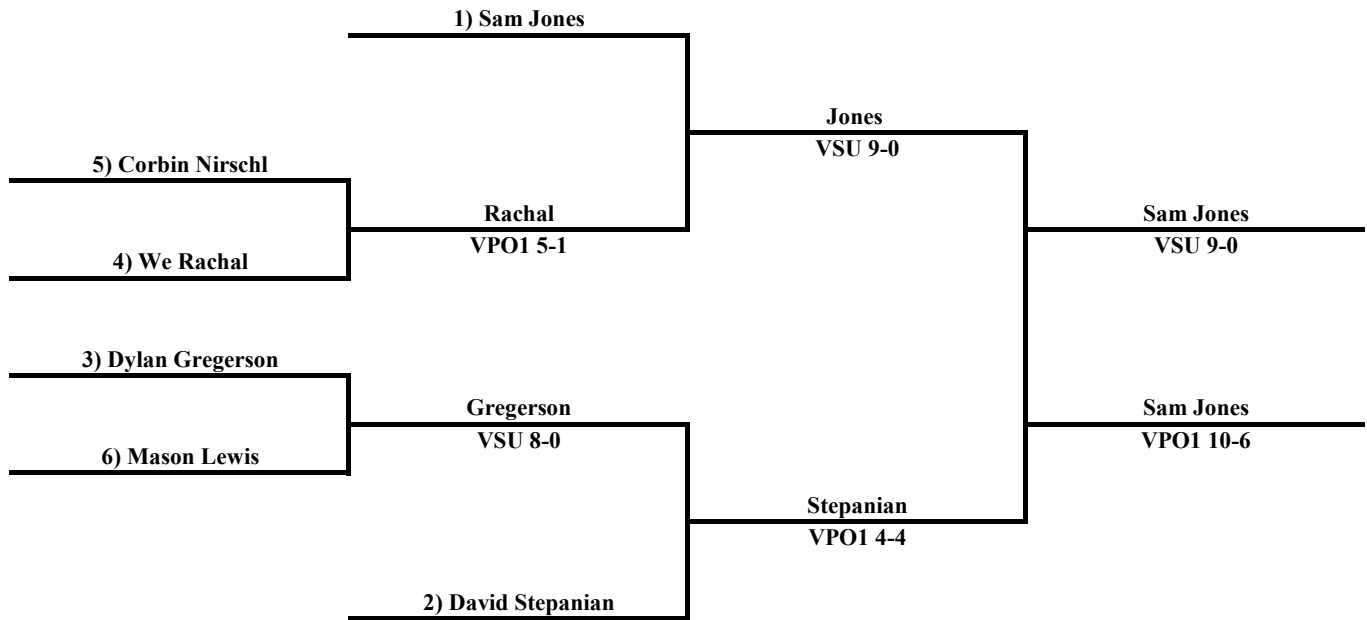 1) Sam Jones
Jones
VSU 9-0
5) Corbin Nirschl
Rachal
VPO1 5-1
Sam Jones
VSU 9-0
4) We Rachal
3) Dylan Gregerson
Gregerson
VSU 8-0
Sam Jones
VPO1 10-6
6) Mason Lewis
Stepanian
VPO1 4-4
2) David Stepanian